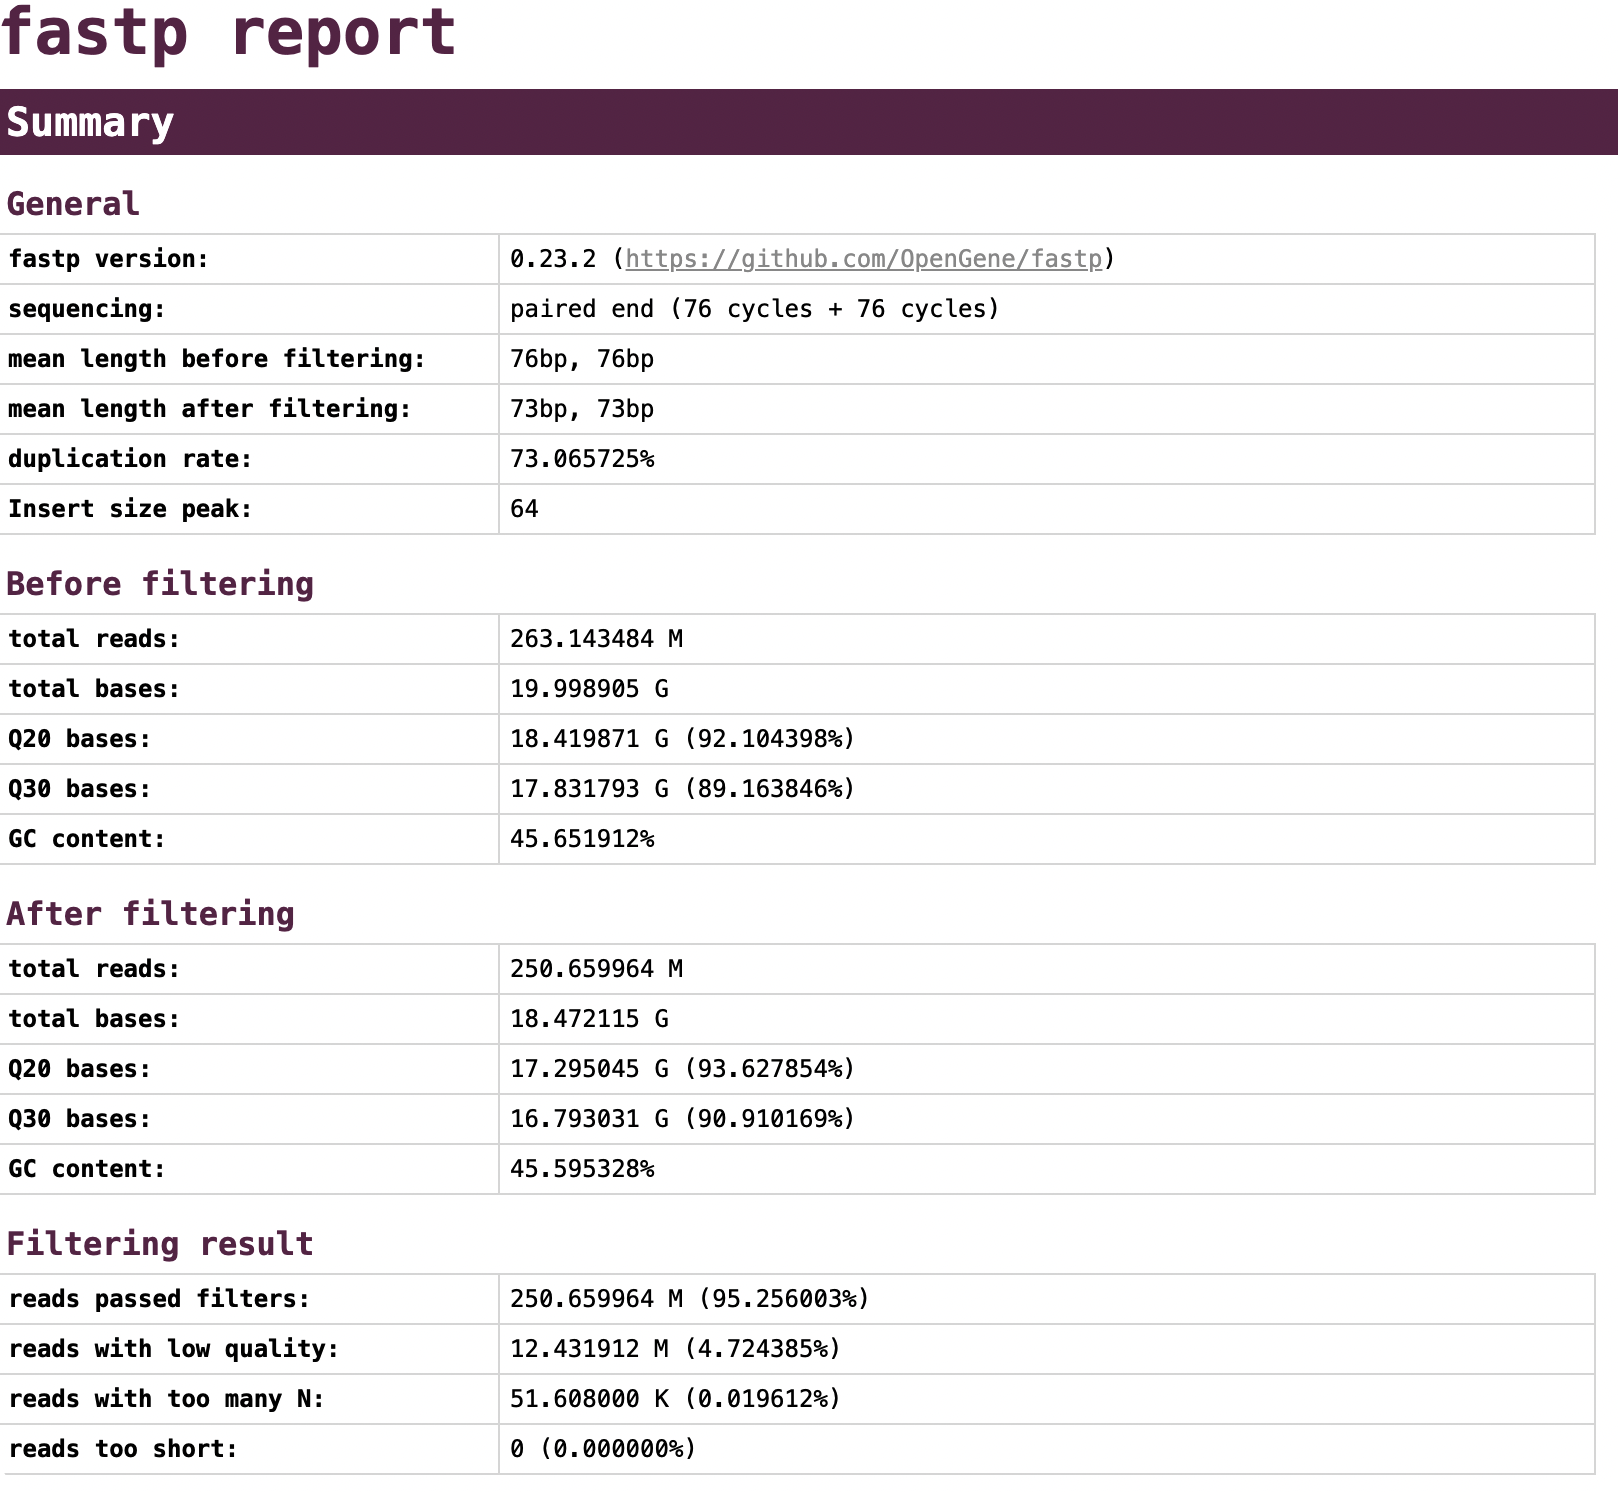 fastp report
Summary
General
fastp version: 0.23.2 (https://github.com/OpenGene/fastp)
sequencing: paired end (76 cycles + 76 cycles)
mean length before filtering: 76bp, 76bp
mean length after filtering: 73bp, 73bp
duplication rate: 73.065725%
Insert size peak: 64
Before filtering
total reads: 263.143484 M
total bases: 19.998905 G
Q20 bases: 18.419871 G (92.104398%)
Q30 bases: 17.831793 G (89.163846%)
GC content: 45.651912%
After filtering
total reads: 250.659964 M
total bases: 18.472115 G
Q20 bases: 17.295045 G (93.627854%)
Q30 bases: 16.793031 G (90.910169%)
GC content: 45.595328%
Filtering result
reads passed filters: 250.659964 M (95.256003%)
reads with low quality: 12.431912 M (4.724385%)
reads with too many N: 51.608000 K (0.019612%)
reads too short: 0 (0.000000%)